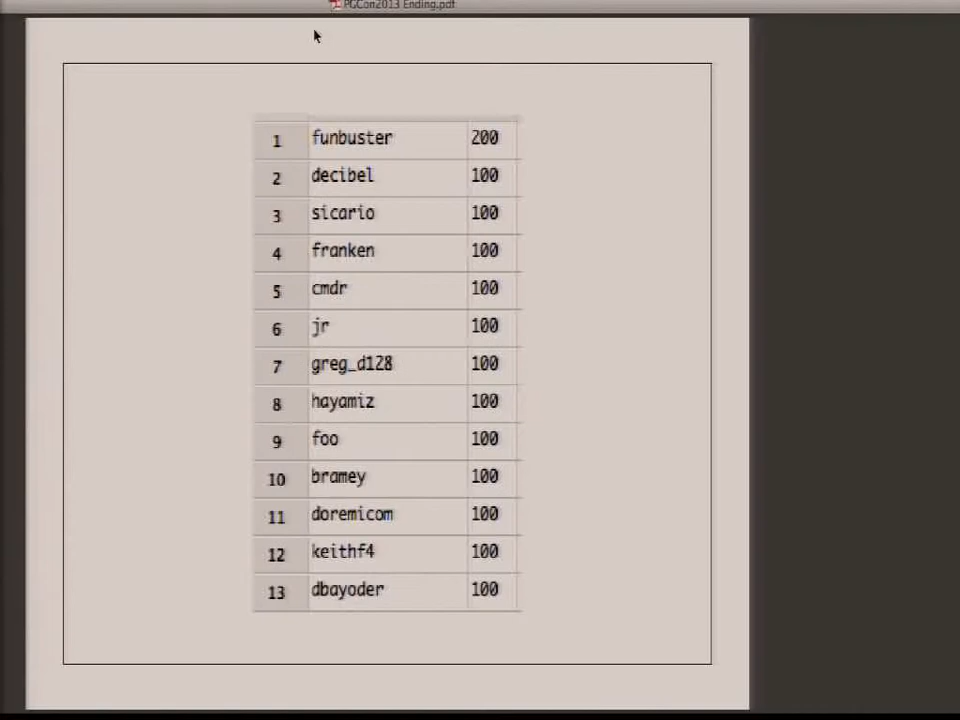 PGCon2013 Ending.pdf
1 funbuster 200
2 decibel 100
3 sicario 100
4 franken 100
5 cmdr 100
6 jr 100
7 greg_d128 100
8 hayamiz 100
9 foo 100
10 bramey 100
11 doremicom 100
12 keithf4 100
13 dbayoder 100